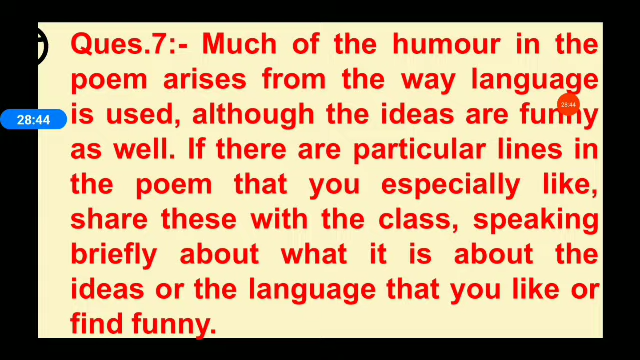 Ques.7:- Much of the humour in the
poem arises from the way language
28:44
28:44
is used, although the ideas are funny
as well. If there are particular lines in
the poem that you especially like,
share these with the class, speaking
briefly about what it is about the
ideas or the language that you like or
find funny.